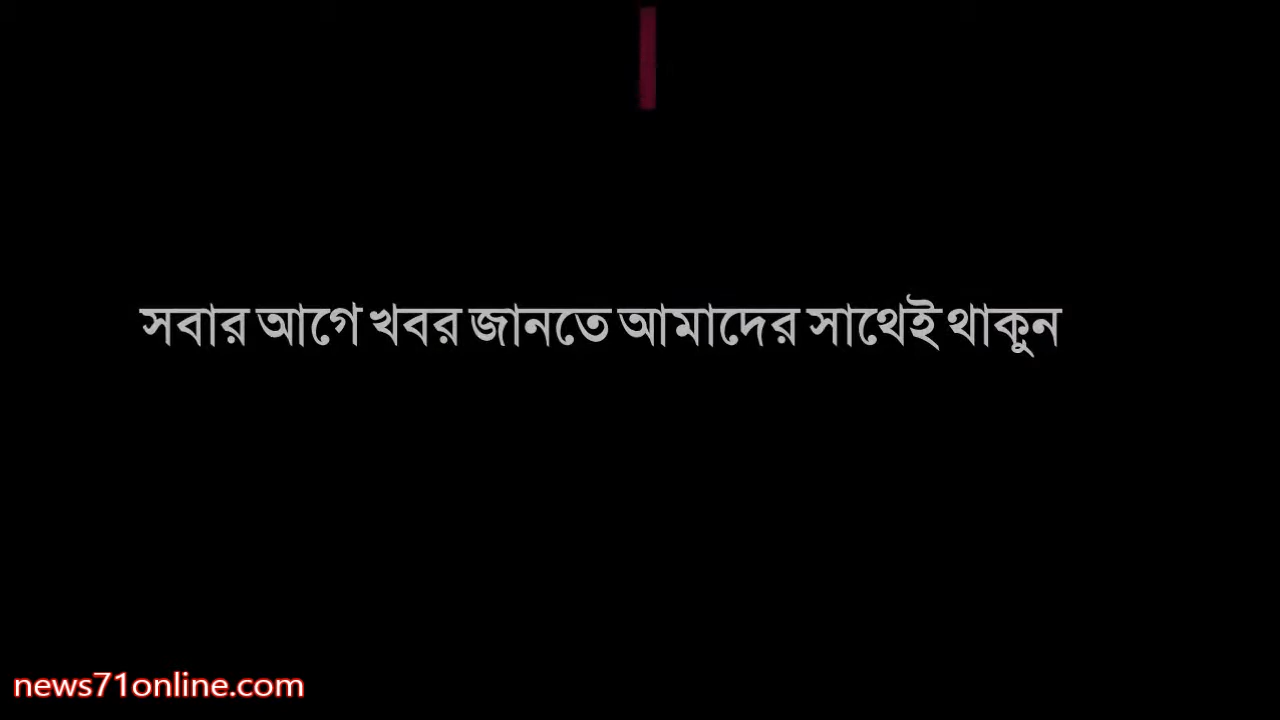 সবার আগে খবর জানতে আমাদের সাথেই থাকুন
news71online.com